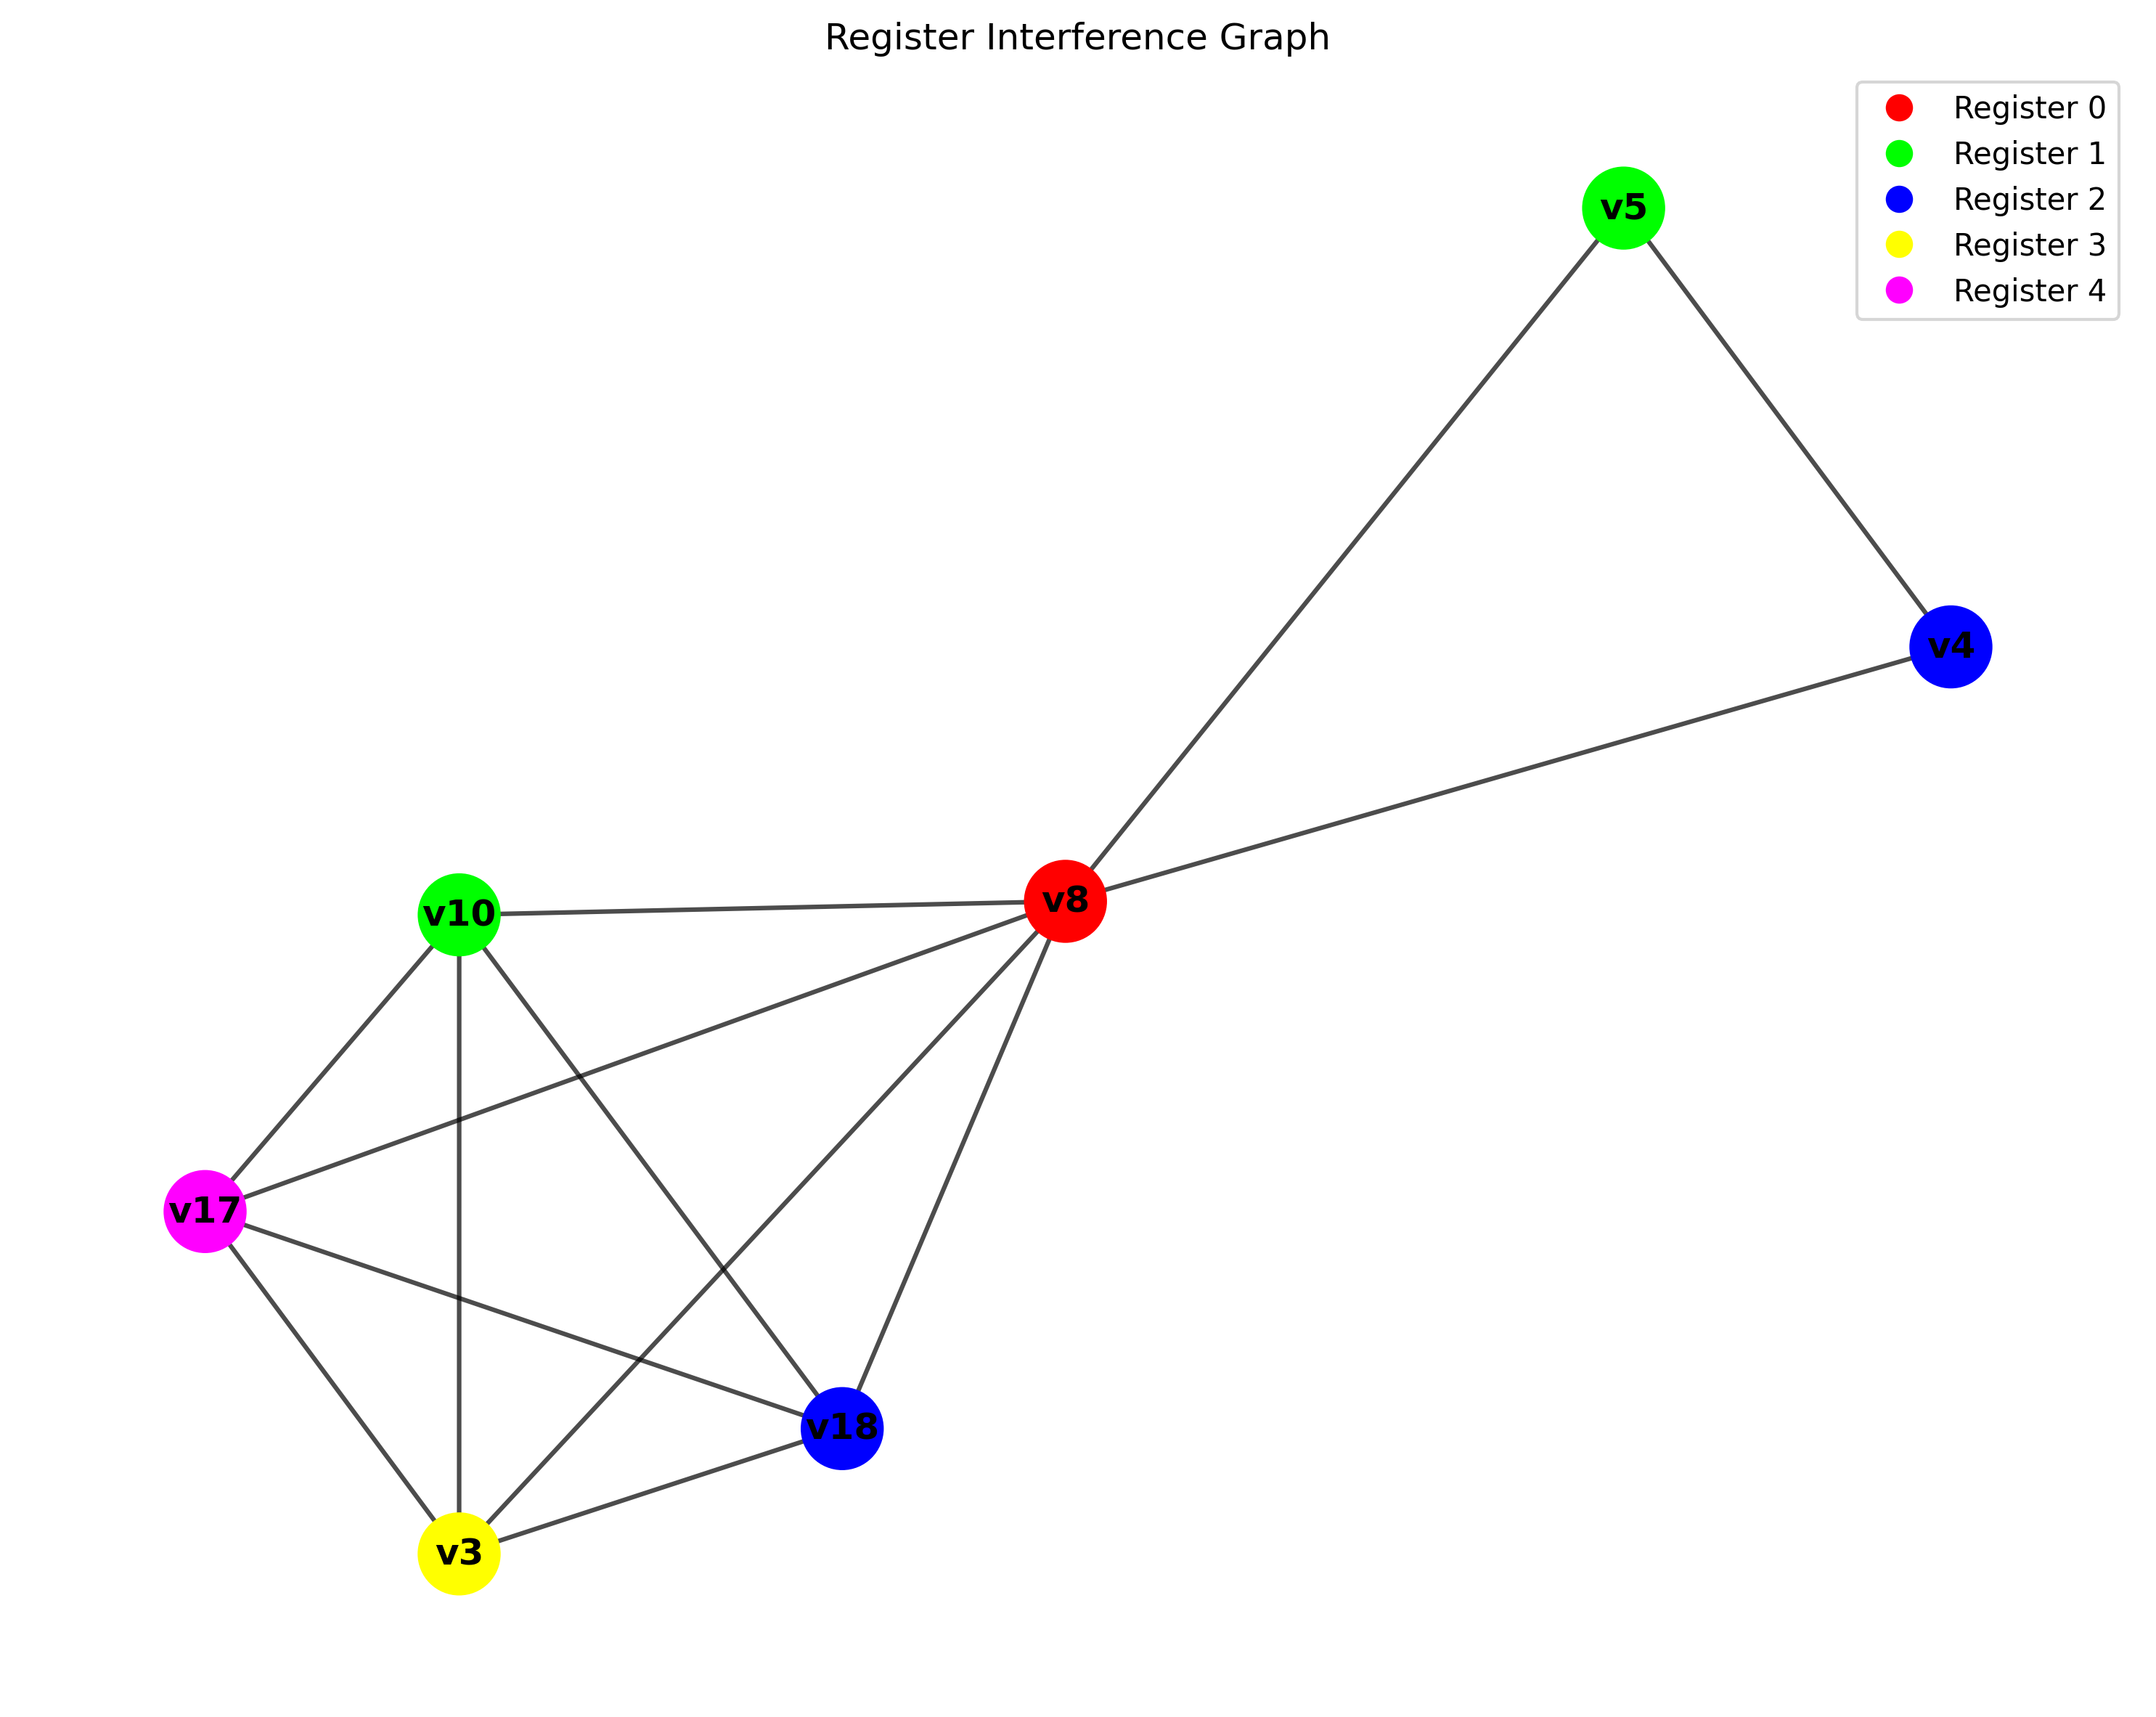 Register Interference Graph
Register 0
Register 1
Register 2
Register 3
Register 4
v5
v4
v8
v10
v17
v18
v3